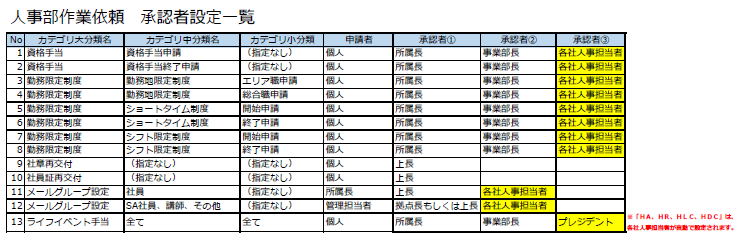 人事部作業依頼　承認者設定一覧
No カテゴリ大分類名 カテゴリ中分類名 カテゴリ小分類 申請者 承認者① 承認者② 承認者③
1 資格手当 資格手当申請 （指定なし） 個人 所属長 事業部長 各社人事担当者
2 資格手当 資格手当終了申請 （指定なし） 個人 所属長 事業部長 各社人事担当者
3 勤務限定制度 勤務地限定制度 エリア職申請 個人 所属長 事業部長 各社人事担当者
4 勤務限定制度 勤務地限定制度 総合職申請 個人 所属長 事業部長 各社人事担当者
5 勤務限定制度 ショートタイム制度 開始申請 個人 所属長 事業部長 各社人事担当者
6 勤務限定制度 ショートタイム制度 終了申請 個人 所属長 事業部長 各社人事担当者
7 勤務限定制度 シフト限定制度 開始申請 個人 所属長 事業部長 各社人事担当者
8 勤務限定制度 シフト限定制度 終了申請 個人 所属長 事業部長 各社人事担当者
9 社章再交付 （指定なし） （指定なし） 個人 上長
10 社員証再交付 （指定なし） （指定なし） 個人 上長
11 メールグループ設定 社員 （指定なし） 所属長 上長 各社人事担当者
12 メールグループ設定 SA社員、講師、その他 （指定なし） 管理担当者 拠点長もしくは上長 各社人事担当者
13 ライフイベント手当 全て 全て 個人 所属長 事業部長 プレジデント
※「HA、HR、HLC、HDC」は、
各社人事担当者が自動で設定されます。